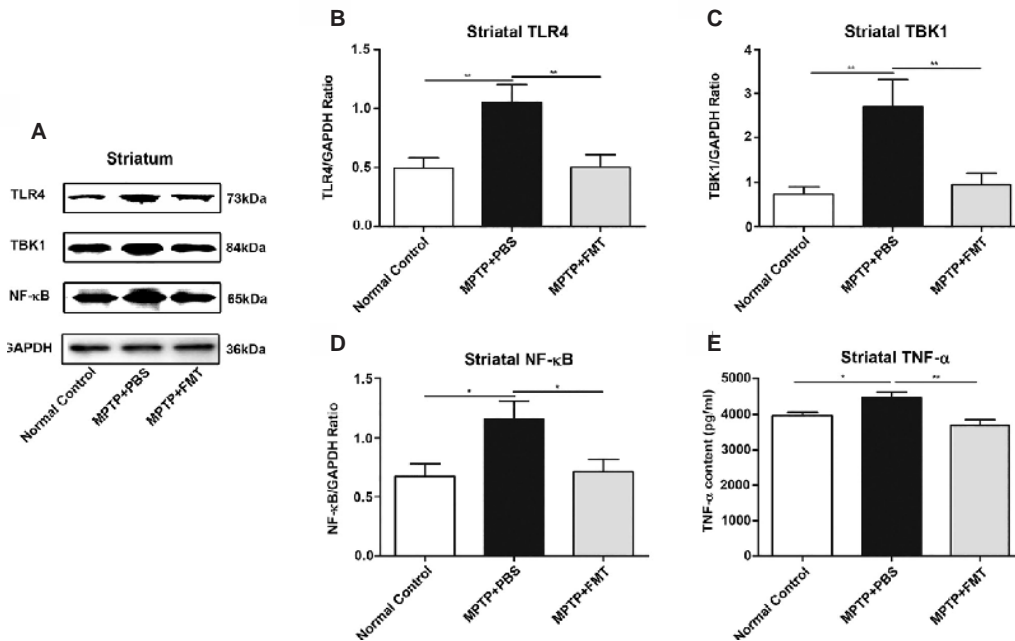 A
Striatum
TLR4 73kDa
TBK1 84kDa
NF-κB 65kDa
GAPDH 36kDa
Normal Control MPTP+PBS MPTP+FMT
B
Striatal TLR4
TLR4/GAPDH Ratio
1.5
1.0
0.5
0.0
** **
Normal Control MPTP+PBS MPTP+FMT
C
Striatal TBK1
TBK1/GAPDH Ratio
4
3
2
1
0
** **
Normal Control MPTP+PBS MPTP+FMT
D
Striatal NF-κB
NF-κB/GAPDH Ratio
1.5
1.0
0.5
0.0
* *
Normal Control MPTP+PBS MPTP+FMT
E
Striatal TNF-α
TNF-α content (pg/ml)
5000
4000
3000
2000
1000
0
* **
Normal Control MPTP+PBS MPTP+FMT